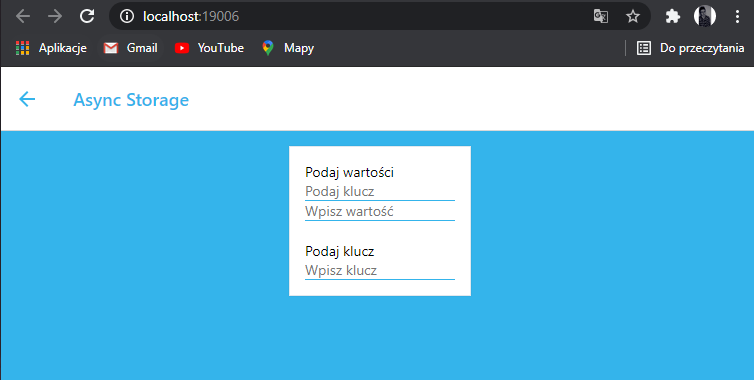 localhost:19006
Aplikacje Gmail YouTube Mapy Do przeczytania
Async Storage
Podaj wartości
Podaj klucz
Wpisz wartość
Podaj klucz
Wpisz klucz